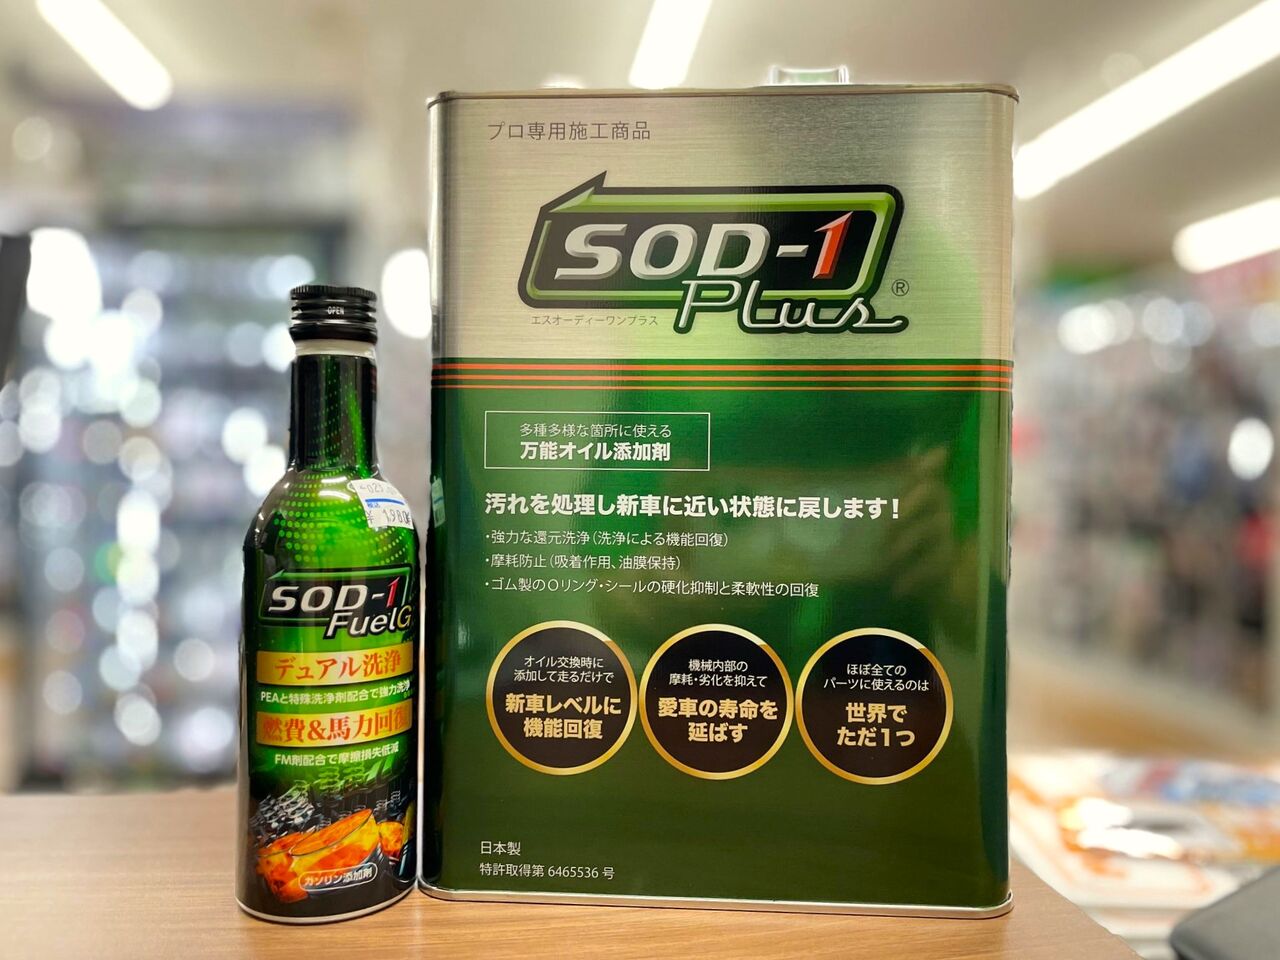 OPEN
¥1,980
SOD-1
FuelG
デュアル洗浄
PEAと特殊洗浄剤配合で強力洗浄
燃費&馬力回復
FM剤配合で摩擦損失低減
ガソリン添加剤
プロ専用施工商品
SOD-1
Plus®
エスオーディーワンプラス
多種多様な箇所に使える
万能オイル添加剤
汚れを処理し新車に近い状態に戻します!
・強力な還元洗浄(洗浄による機能回復)
・摩耗防止(吸着作用、油膜保持)
・ゴム製のOリング・シールの硬化抑制と柔軟性の回復
オイル交換時に
添加して走るだけで
新車レベルに
機能回復
機械内部の
摩耗・劣化を抑えて
愛車の寿命を
延ばす
ほぼ全ての
パーツに使えるのは
世界で
ただ1つ
日本製
特許取得第 6465536 号